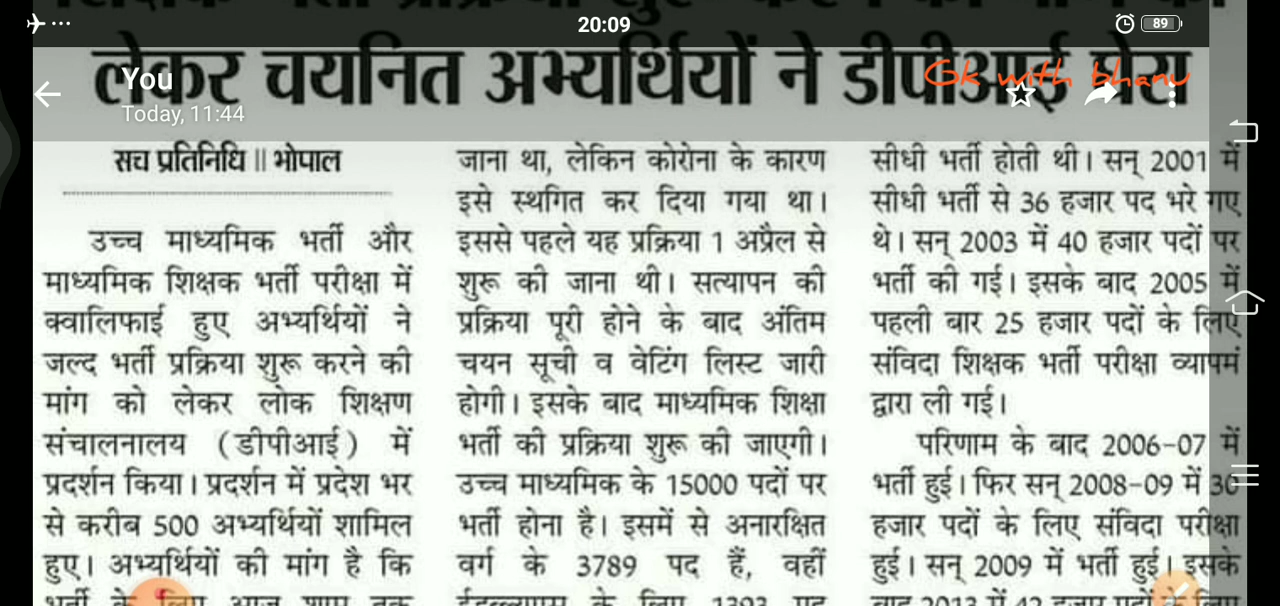 20:09
89
You
Today, 11:44
Gk with bhanu
लेकर चयनित अभ्यर्थियों ने डीपीआई घेरा
सच प्रतिनिधि || भोपाल
उच्च माध्यमिक भर्ती और
माध्यमिक शिक्षक भर्ती परीक्षा में
क्वालिफाई हुए अभ्यर्थियों ने
जल्द भर्ती प्रक्रिया शुरू करने की
मांग को लेकर लोक शिक्षण
संचालनालय (डीपीआई) में
प्रदर्शन किया। प्रदर्शन में प्रदेश भर
से करीब 500 अभ्यर्थियों शामिल
हुए। अभ्यर्थियों की मांग है कि
जाना था, लेकिन कोरोना के कारण
इसे स्थगित कर दिया गया था।
इससे पहले यह प्रक्रिया 1 अप्रैल से
शुरू की जाना थी। सत्यापन की
प्रक्रिया पूरी होने के बाद अंतिम
चयन सूची व वेटिंग लिस्ट जारी
होगी। इसके बाद माध्यमिक शिक्षा
भर्ती की प्रक्रिया शुरू की जाएगी।
उच्च माध्यमिक के 15000 पदों पर
भर्ती होना है। इसमें से अनारक्षित
वर्ग के 3789 पद हैं, वहीं
सीधी भर्ती होती थी। सन् 2001 में
सीधी भर्ती से 36 हजार पद भरे गए
थे। सन् 2003 में 40 हजार पदों पर
भर्ती की गई। इसके बाद 2005 में
पहली बार 25 हजार पदों के लिए
संविदा शिक्षक भर्ती परीक्षा व्यापमं
द्वारा ली गई।
परिणाम के बाद 2006-07 में
भर्ती हुई। फिर सन् 2008-09 में 30
हजार पदों के लिए संविदा परीक्षा
हुई। सन् 2009 में भर्ती हुई। इसके